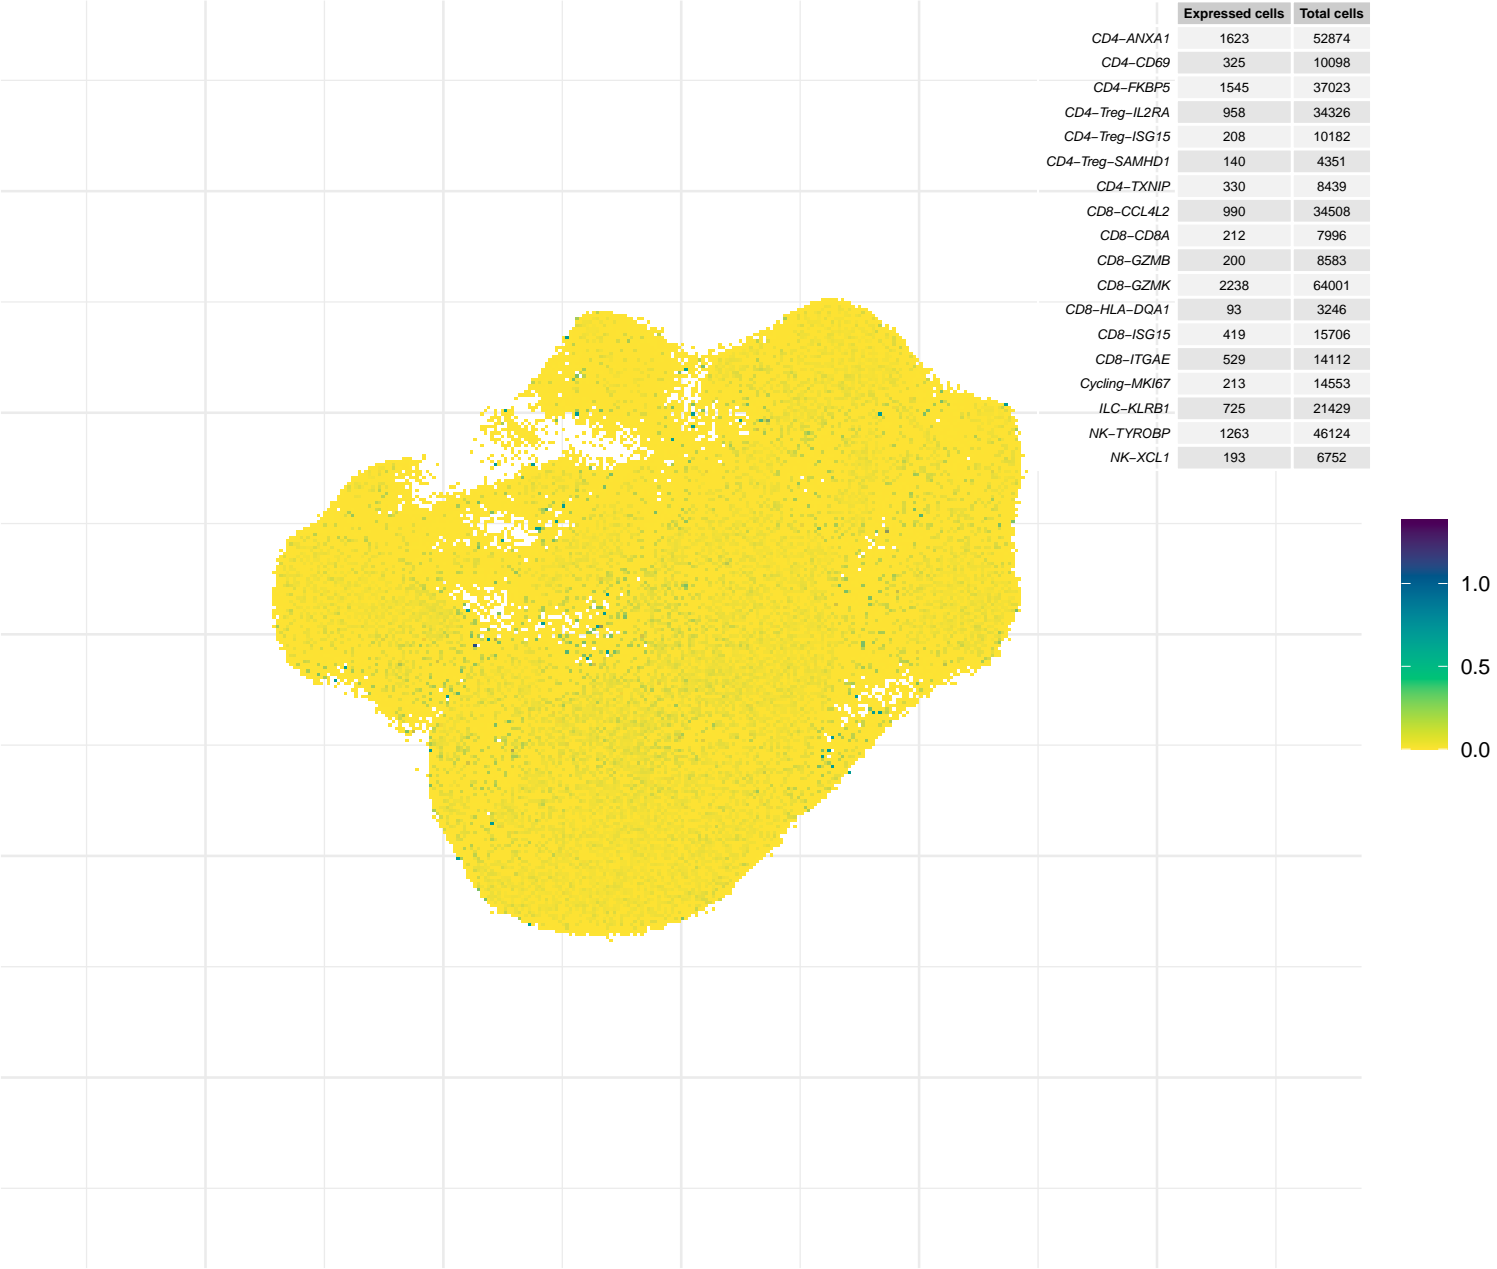 Expressed cells Total cells
CD4−ANXA1 1623 52874
CD4−CD69 325 10098
CD4−FKBP5 1545 37023
CD4−Treg−IL2RA 958 34326
CD4−Treg−ISG15 208 10182
CD4−Treg−SAMHD1 140 4351
CD4−TXNIP 330 8439
CD8−CCL4L2 990 34508
CD8−CD8A 212 7996
CD8−GZMB 200 8583
CD8−GZMK 2238 64001
CD8−HLA−DQA1 93 3246
CD8−ISG15 419 15706
CD8−ITGAE 529 14112
Cycling−MKI67 213 14553
ILC−KLRB1 725 21429
NK−TYROBP 1263 46124
NK−XCL1 193 6752
1.0
0.5
0.0